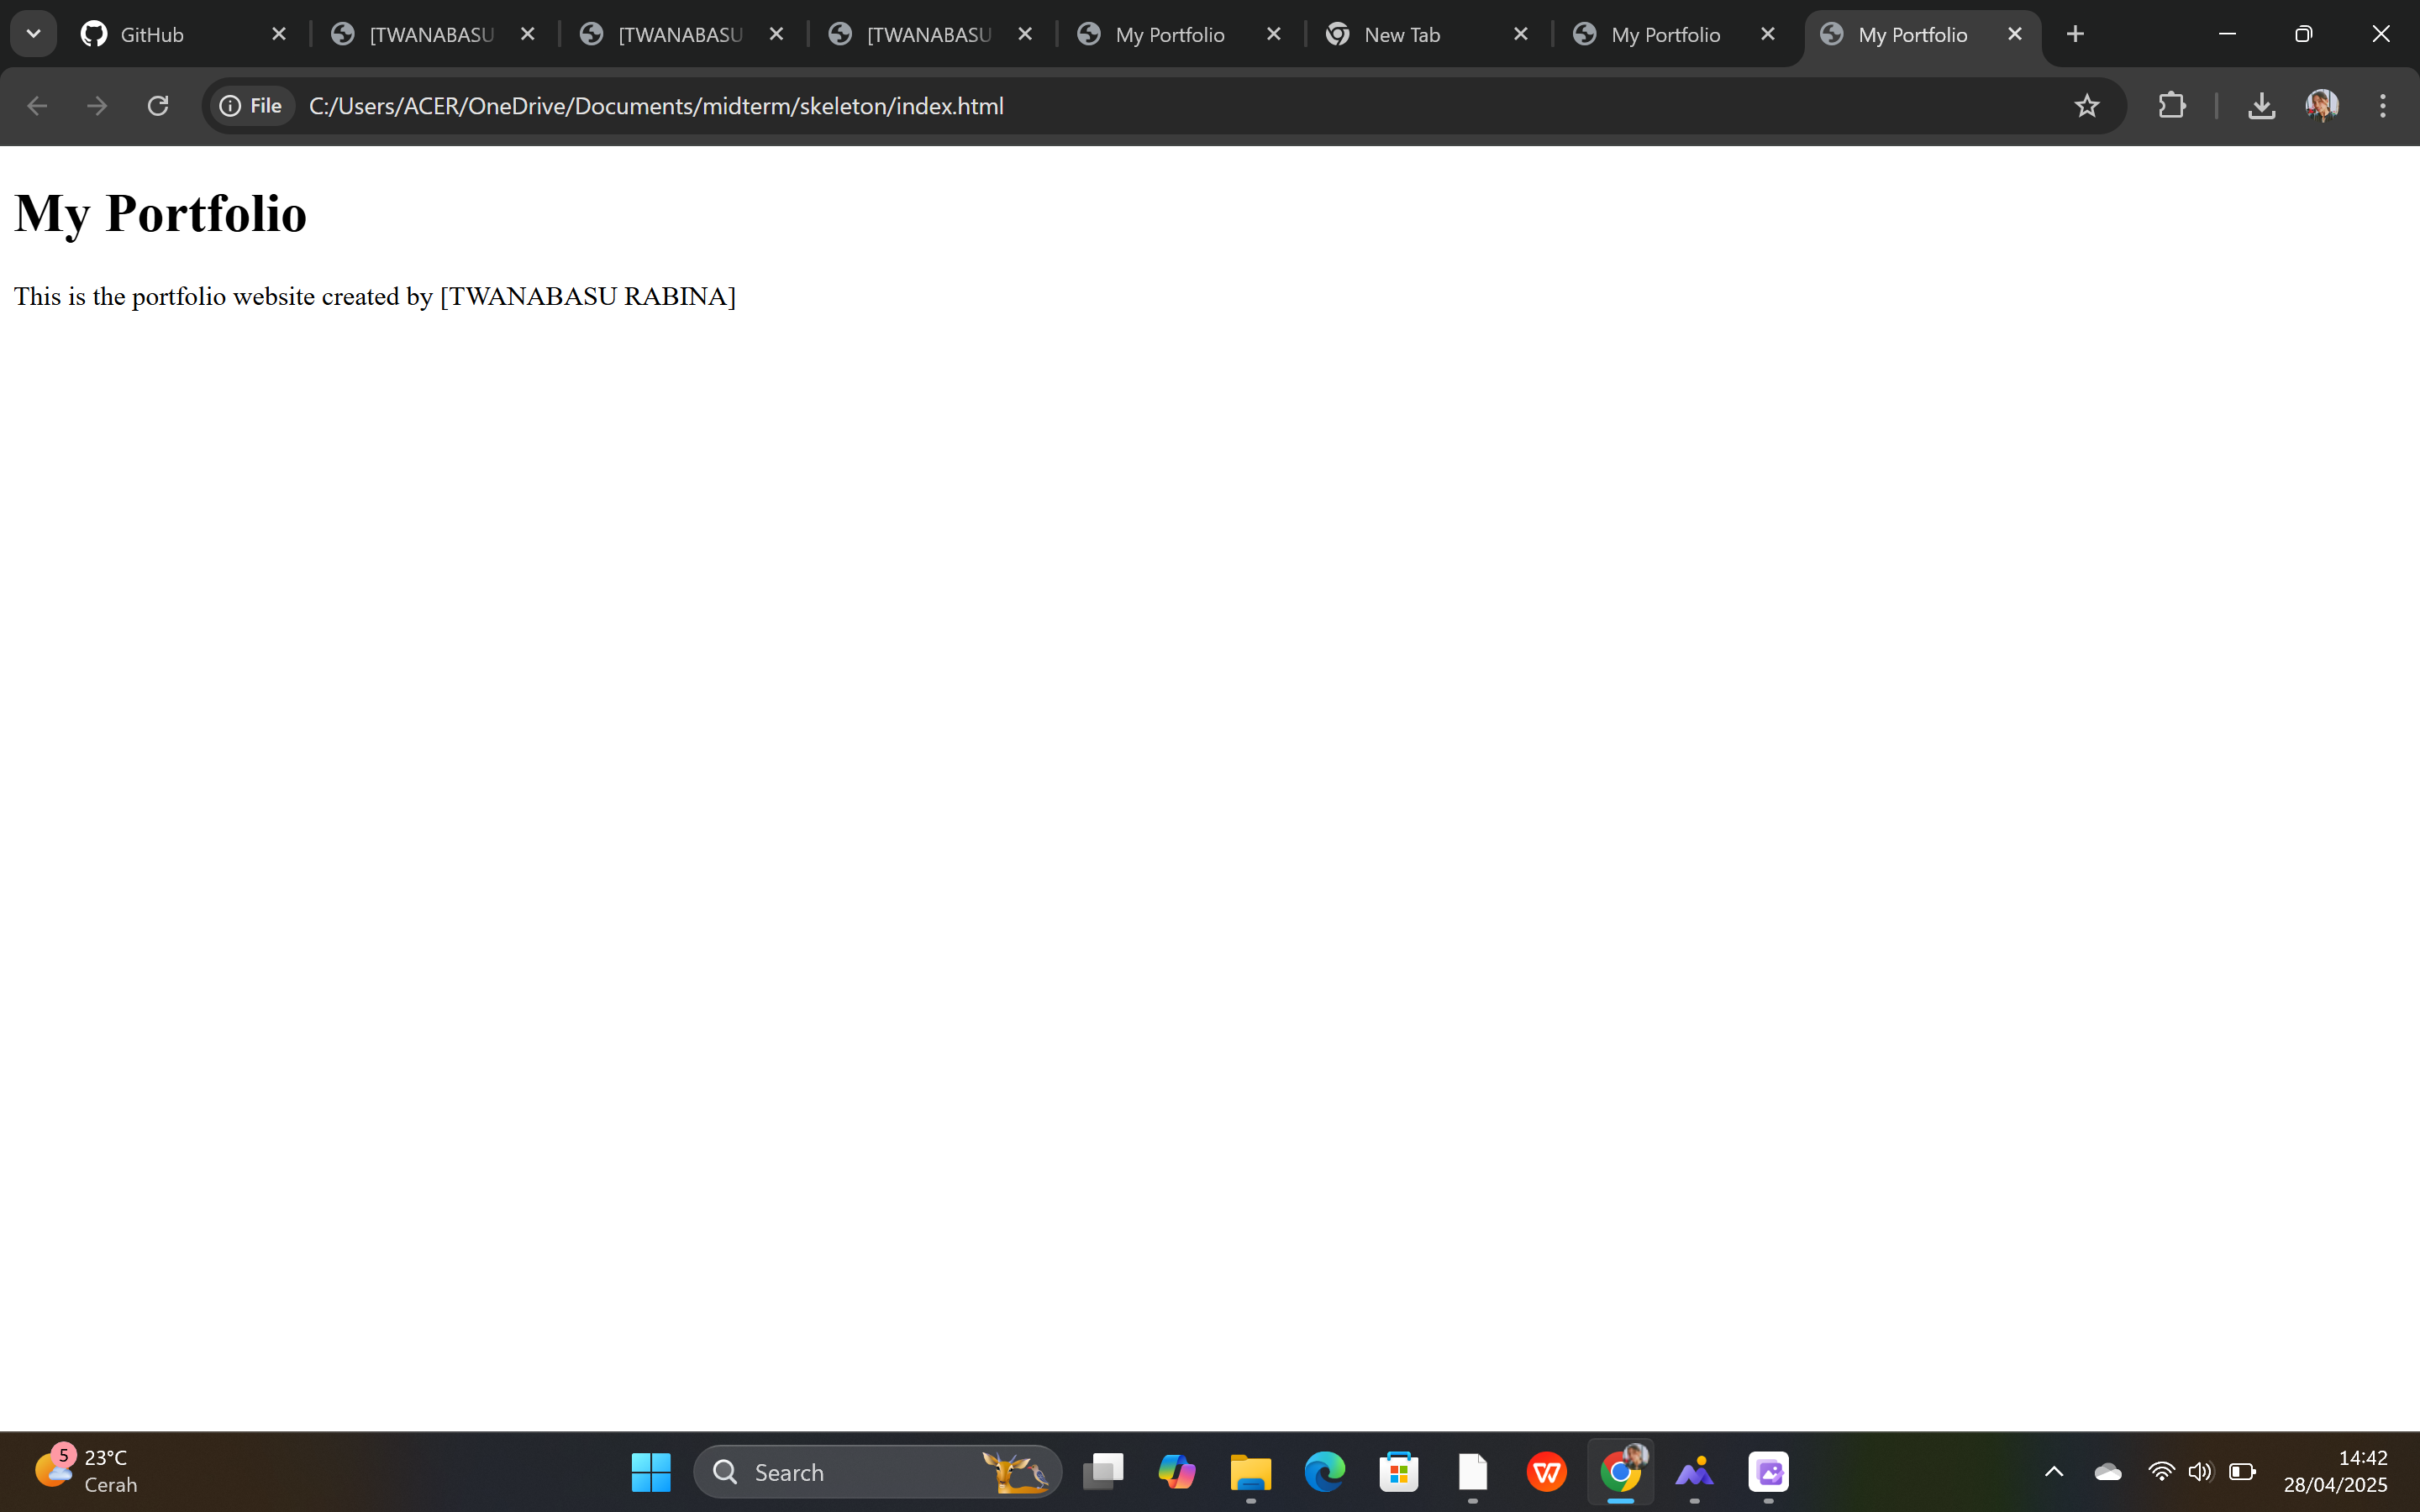 GitHub
[TWANABASU
[TWANABASU
[TWANABASU
My Portfolio
New Tab
My Portfolio
My Portfolio
File
C:/Users/ACER/OneDrive/Documents/midterm/skeleton/index.html
My Portfolio
This is the portfolio website created by [TWANABASU RABINA]
5
23°C
Cerah
Search
14:42
28/04/2025